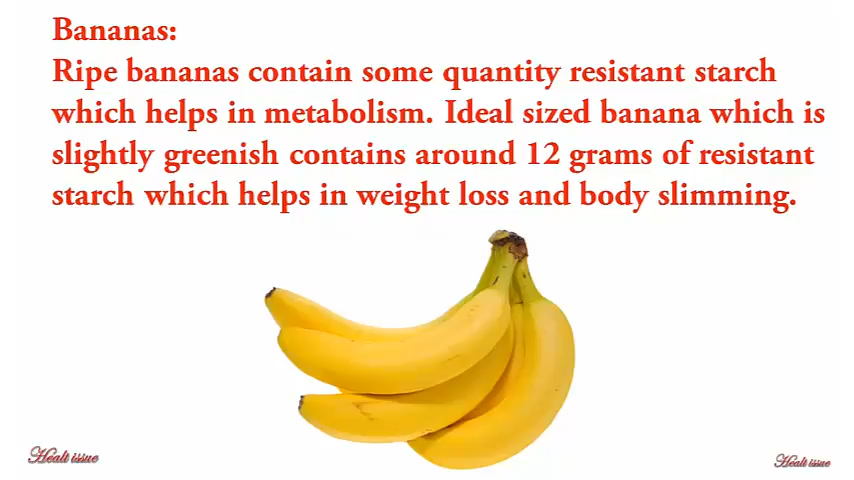 Bananas:
Ripe bananas contain some quantity resistant starch
which helps in metabolism. Ideal sized banana which is
slightly greenish contains around 12 grams of resistant
starch which helps in weight loss and body slimming.
Healt issue
Healt issue